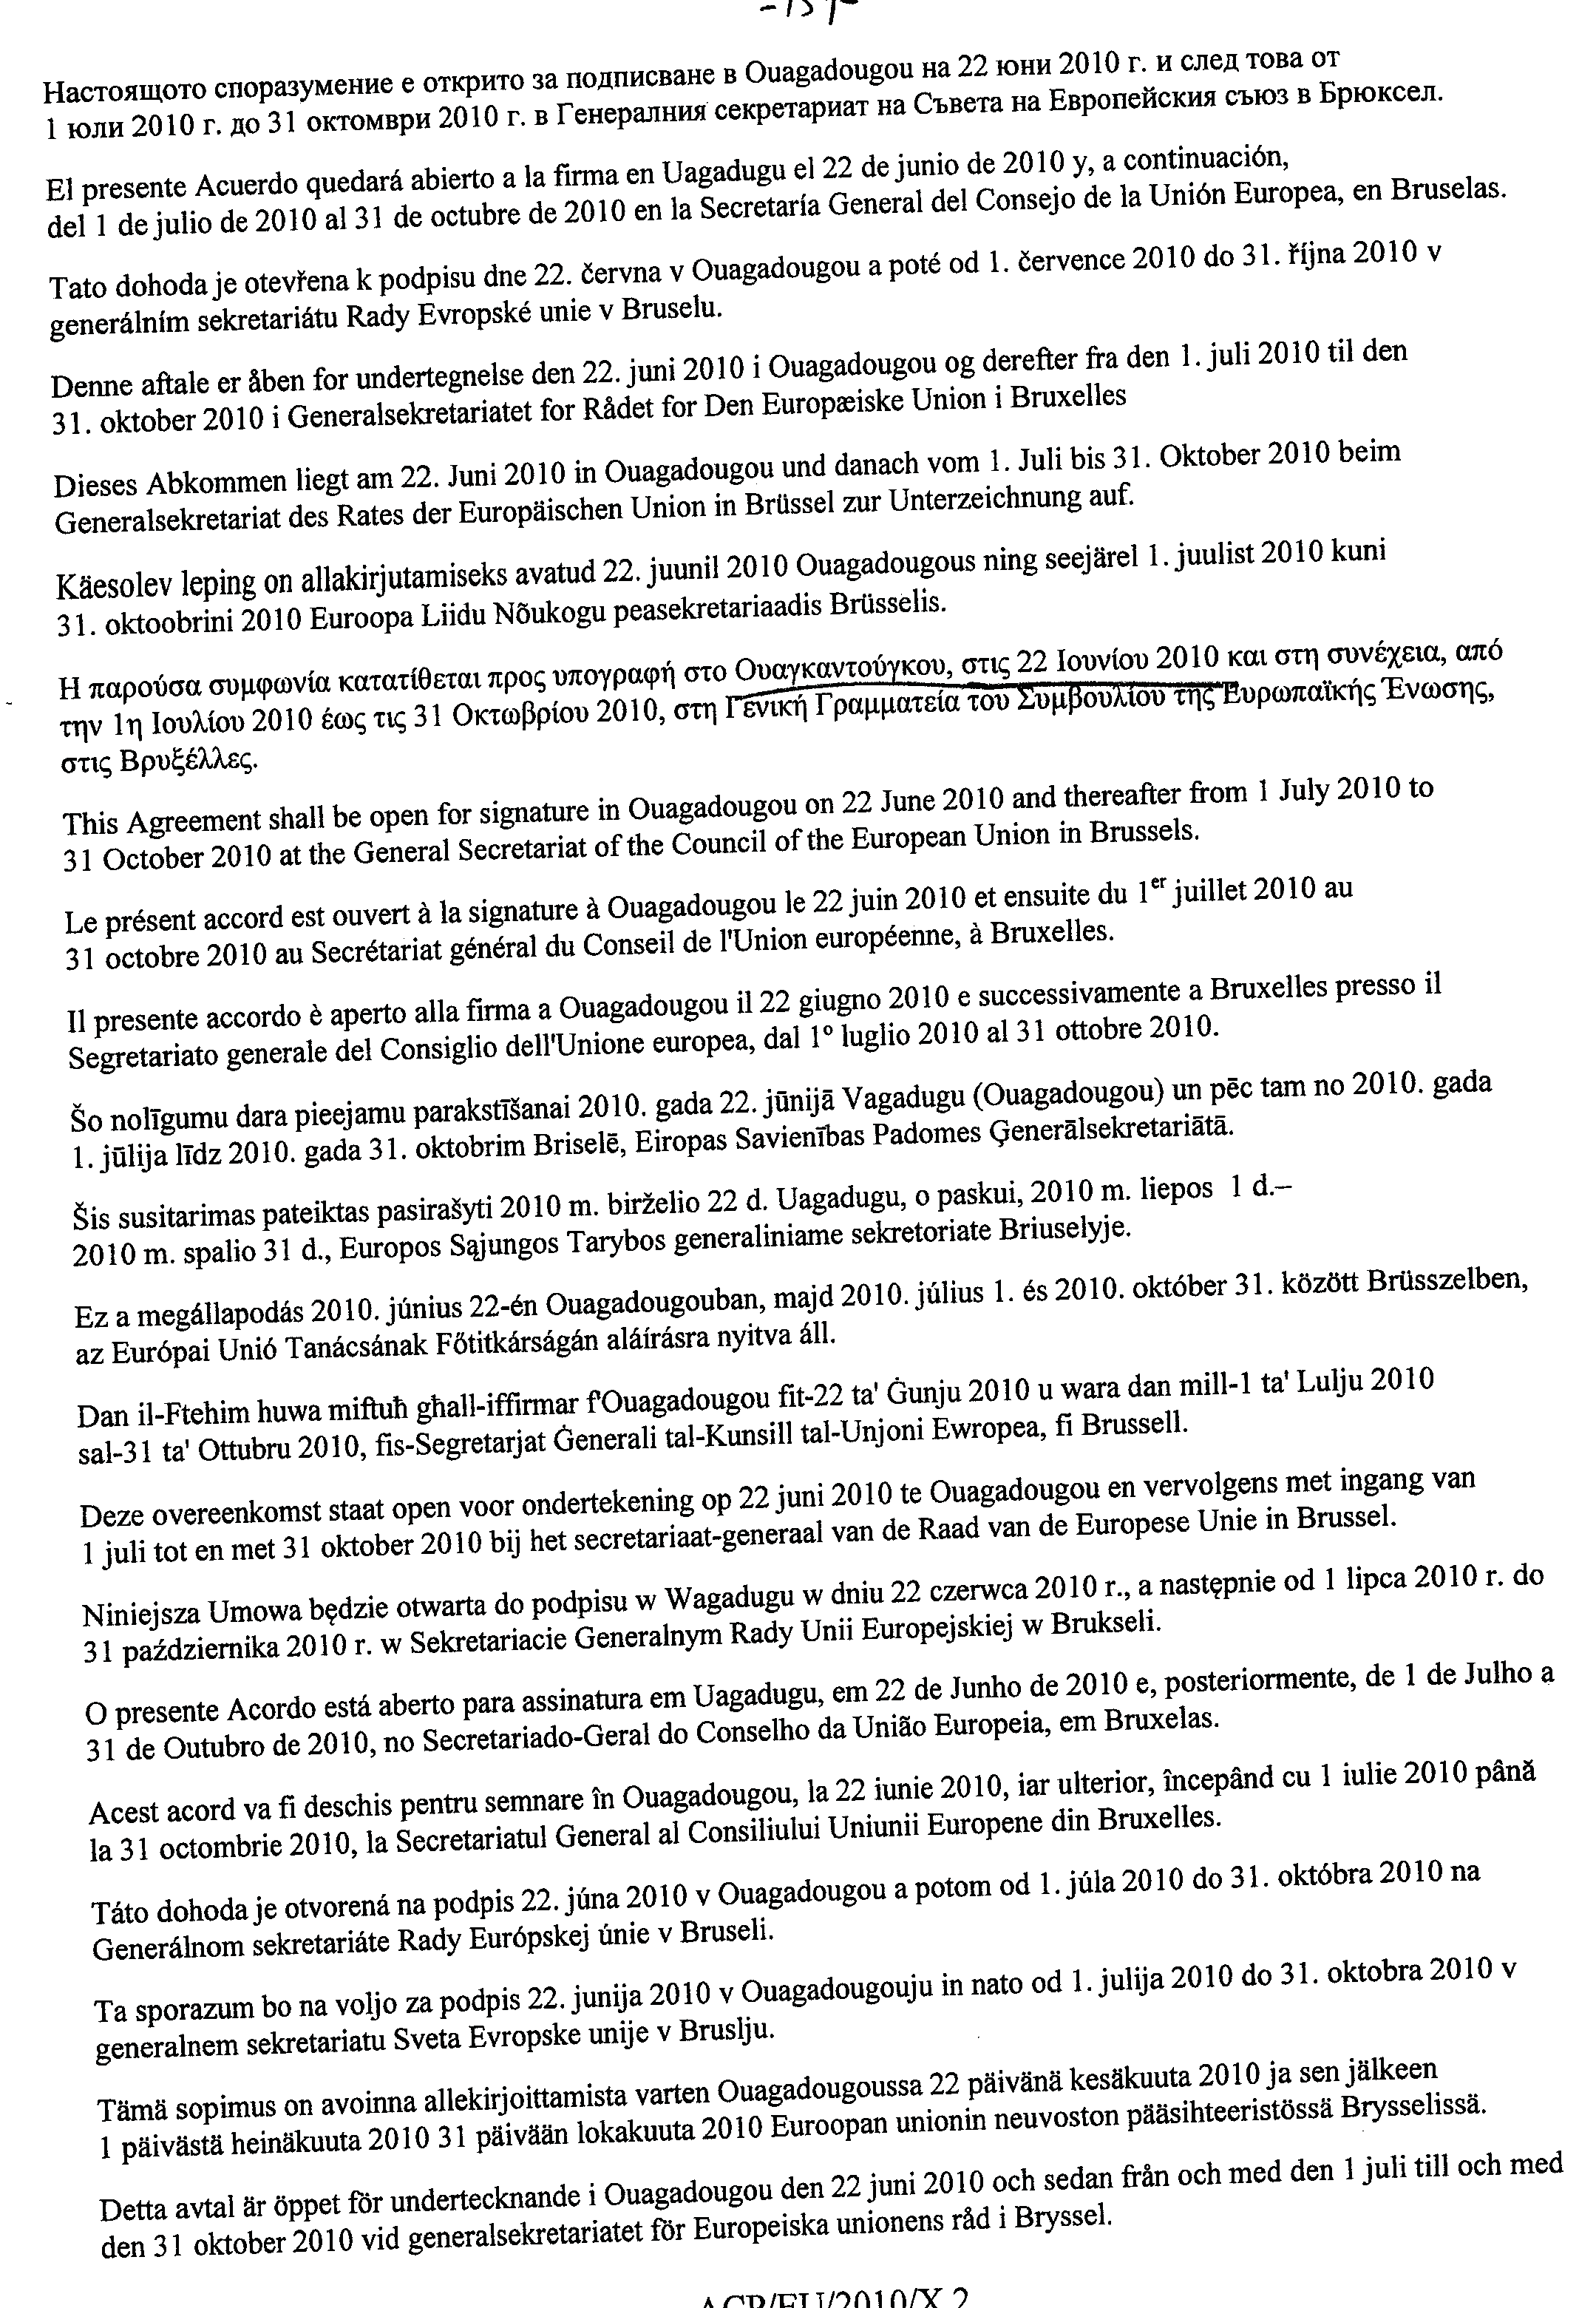 Настоящото споразумение е открито за подписване в Ouagadougou на 22 юни 2010 г. и след това от
1 юли 2010 г. до 31 октомври 2010 г. в Генералния секретариат на Съвета на Европейския съюз в Брюксел.
El presente Acuerdo quedará abierto a la firma en Uagadugu el 22 de junio de 2010 y, a continuación,
del 1 de julio de 2010 al 31 de octubre de 2010 en la Secretaría General del Consejo de la Unión Europea, en Bruselas.
Tato dohoda je otevřena k podpisu dne 22. června v Ouagadougou a poté od 1. července 2010 do 31. října 2010 v
generálním sekretariátu Rady Evropské unie v Bruselu.
Denne aftale er åben for undertegnelse den 22. juni 2010 i Ouagadougou og derefter fra den 1. juli 2010 til den
31. oktober 2010 i Generalsekretariatet for Rådet for Den Europæiske Union i Bruxelles
Dieses Abkommen liegt am 22. Juni 2010 in Ouagadougou und danach vom 1. Juli bis 31. Oktober 2010 beim
Generalsekretariat des Rates der Europäischen Union in Brüssel zur Unterzeichnung auf.
Käesolev leping on allakirjutamiseks avatud 22. juunil 2010 Ouagadougous ning seejärel 1. juulist 2010 kuni
31. oktoobrini 2010 Euroopa Liidu Nõukogu peasekretariaadis Brüsselis.
Η παρούσα συμφωνία κατατίθεται προς υπογραφή στο Ουαγκαντούγκου, στις 22 Ιουνίου 2010 και στη συνέχεια, από
την 1η Ιουλίου 2010 έως τις 31 Οκτωβρίου 2010, στη Γενική Γραμματεία του Συμβουλίου της Ευρωπαϊκής Ένωσης,
στις Βρυξέλλες.
This Agreement shall be open for signature in Ouagadougou on 22 June 2010 and thereafter from 1 July 2010 to
31 October 2010 at the General Secretariat of the Council of the European Union in Brussels.
Le présent accord est ouvert à la signature à Ouagadougou le 22 juin 2010 et ensuite du 1er juillet 2010 au
31 octobre 2010 au Secrétariat général du Conseil de l'Union européenne, à Bruxelles.
Il presente accordo è aperto alla firma a Ouagadougou il 22 giugno 2010 e successivamente a Bruxelles presso il
Segretariato generale del Consiglio dell'Unione europea, dal 1° luglio 2010 al 31 ottobre 2010.
Šo nolīgumu dara pieejamu parakstīšanai 2010. gada 22. jūnijā Vagadugu (Ouagadougou) un pēc tam no 2010. gada
1. jūlija līdz 2010. gada 31. oktobrim Briselē, Eiropas Savienības Padomes Ģenerālsekretariātā.
Šis susitarimas pateiktas pasirašyti 2010 m. birželio 22 d. Uagadugu, o paskui, 2010 m. liepos 1 d.–
2010 m. spalio 31 d., Europos Sąjungos Tarybos generaliniame sekretoriate Briuselyje.
Ez a megállapodás 2010. június 22-én Ouagadougouban, majd 2010. július 1. és 2010. október 31. között Brüsszelben,
az Európai Unió Tanácsának Főtitkárságán aláírásra nyitva áll.
Dan il-Ftehim huwa miftuħ għall-iffirmar f'Ouagadougou fit-22 ta' Ġunju 2010 u wara dan mill-1 ta' Lulju 2010
sal-31 ta' Ottubru 2010, fis-Segretarjat Ġenerali tal-Kunsill tal-Unjoni Ewropea, fi Brussell.
Deze overeenkomst staat open voor ondertekening op 22 juni 2010 te Ouagadougou en vervolgens met ingang van
1 juli tot en met 31 oktober 2010 bij het secretariaat-generaal van de Raad van de Europese Unie in Brussel.
Niniejsza Umowa będzie otwarta do podpisu w Wagadugu w dniu 22 czerwca 2010 r., a następnie od 1 lipca 2010 r. do
31 października 2010 r. w Sekretariacie Generalnym Rady Unii Europejskiej w Brukseli.
O presente Acordo está aberto para assinatura em Uagadugu, em 22 de Junho de 2010 e, posteriormente, de 1 de Julho a
31 de Outubro de 2010, no Secretariado-Geral do Conselho da União Europeia, em Bruxelas.
Acest acord va fi deschis pentru semnare în Ouagadougou, la 22 iunie 2010, iar ulterior, începând cu 1 iulie 2010 până
la 31 octombrie 2010, la Secretariatul General al Consiliului Uniunii Europene din Bruxelles.
Táto dohoda je otvorená na podpis 22. júna 2010 v Ouagadougou a potom od 1. júla 2010 do 31. októbra 2010 na
Generálnom sekretariáte Rady Európskej únie v Bruseli.
Ta sporazum bo na voljo za podpis 22. junija 2010 v Ouagadougouju in nato od 1. julija 2010 do 31. oktobra 2010 v
generalnem sekretariatu Sveta Evropske unije v Bruslju.
Tämä sopimus on avoinna allekirjoittamista varten Ouagadougoussa 22 päivänä kesäkuuta 2010 ja sen jälkeen
1 päivästä heinäkuuta 2010 31 päivään lokakuuta 2010 Euroopan unionin neuvoston pääsihteeristössä Brysselissä.
Detta avtal är öppet för undertecknande i Ouagadougou den 22 juni 2010 och sedan från och med den 1 juli till och med
den 31 oktober 2010 vid generalsekretariatet för Europeiska unionens råd i Bryssel.
ACP/EU/2010/X 2